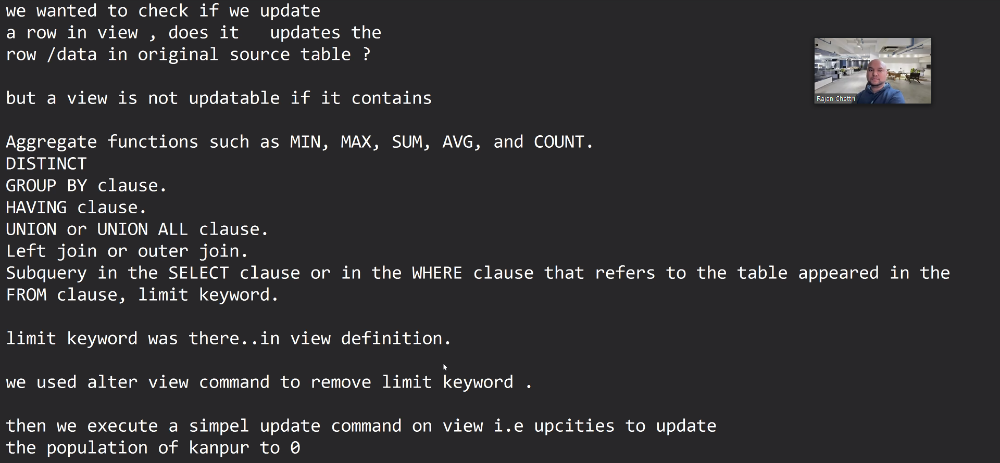 we wanted to check if we update
a row in view , does it   updates the
row /data in original source table ?
but a view is not updatable if it contains
Aggregate functions such as MIN, MAX, SUM, AVG, and COUNT.
DISTINCT
GROUP BY clause.
HAVING clause.
UNION or UNION ALL clause.
Left join or outer join.
Subquery in the SELECT clause or in the WHERE clause that refers to the table appeared in the
FROM clause, limit keyword.
limit keyword was there..in view definition.
we used alter view command to remove limit keyword .
then we execute a simpel update command on view i.e upcities to update
the population of kanpur to 0
Rajan Chettri